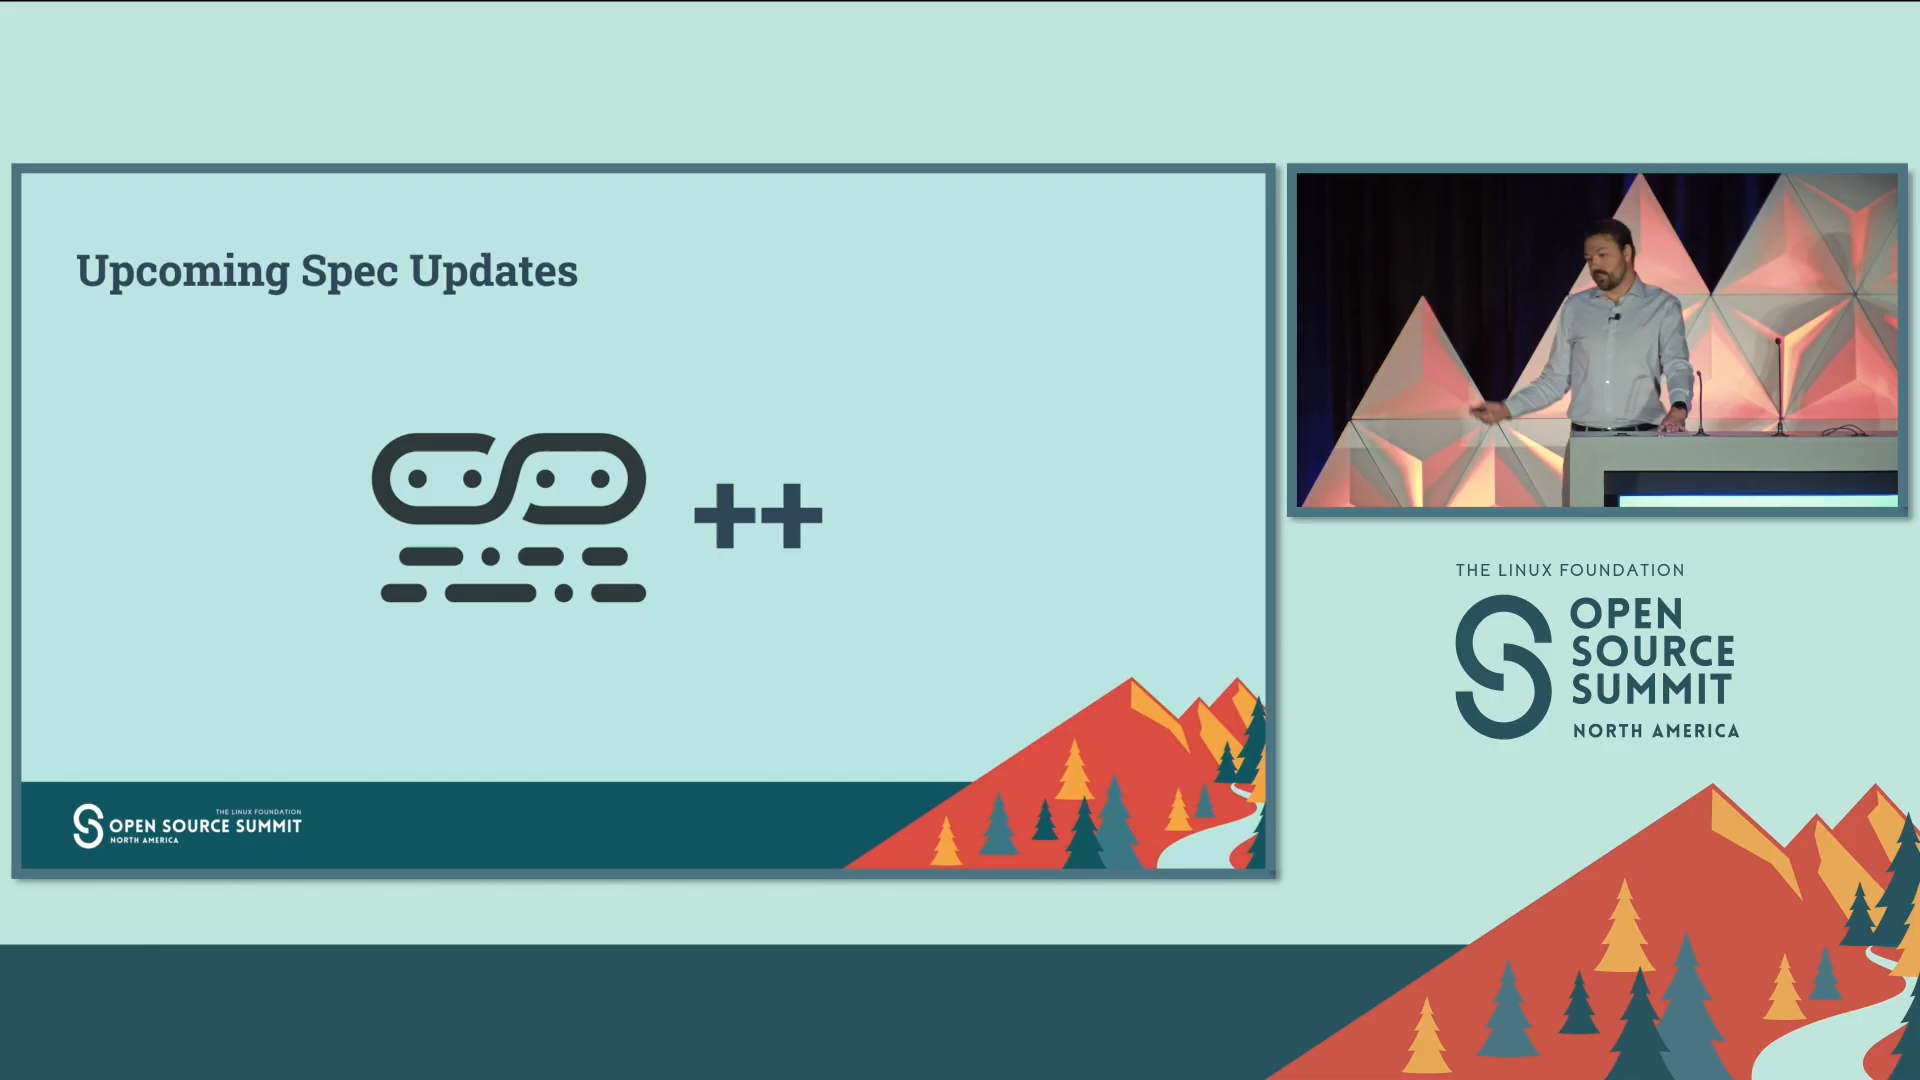 Upcoming Spec Updates
++
THE LINUX FOUNDATION
OPEN SOURCE SUMMIT
NORTH AMERICA
THE LINUX FOUNDATION
OPEN
SOURCE
SUMMIT
NORTH AMERICA